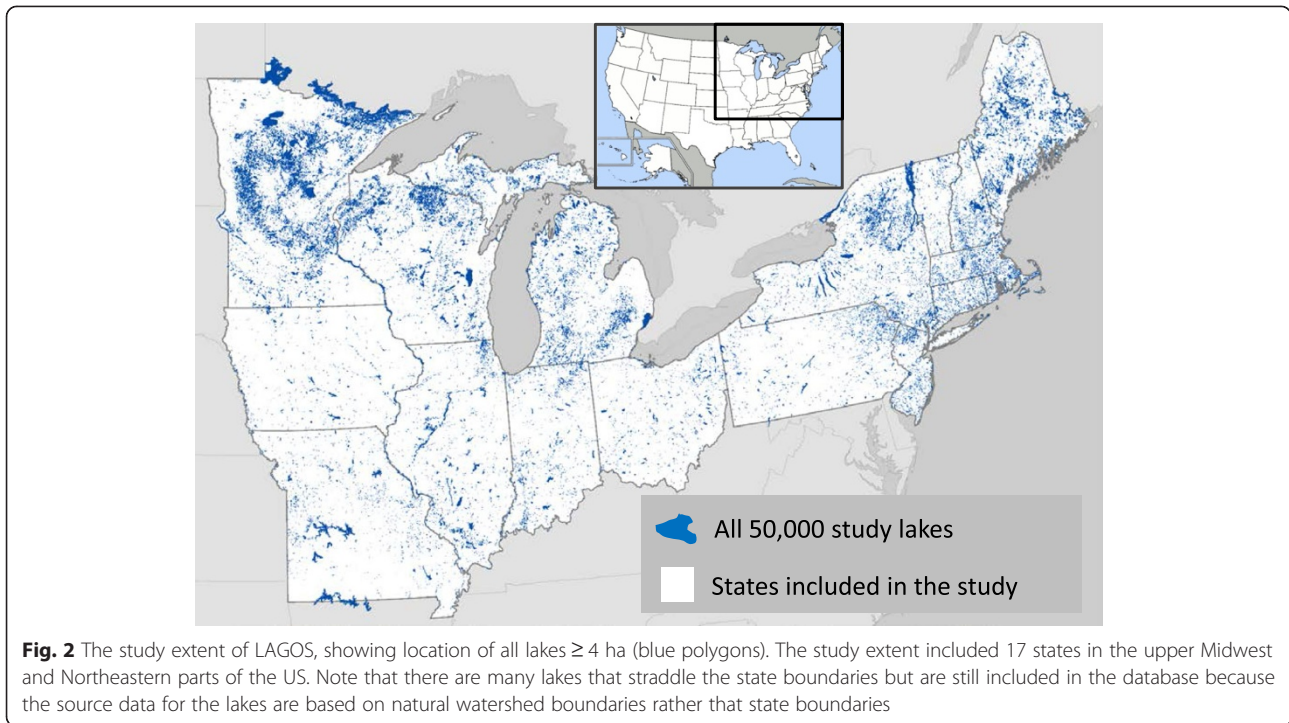 All 50,000 study lakes
States included in the study
Fig. 2 The study extent of LAGOS, showing location of all lakes ≥ 4 ha (blue polygons). The study extent included 17 states in the upper Midwest
and Northeastern parts of the US. Note that there are many lakes that straddle the state boundaries but are still included in the database because
the source data for the lakes are based on natural watershed boundaries rather that state boundaries